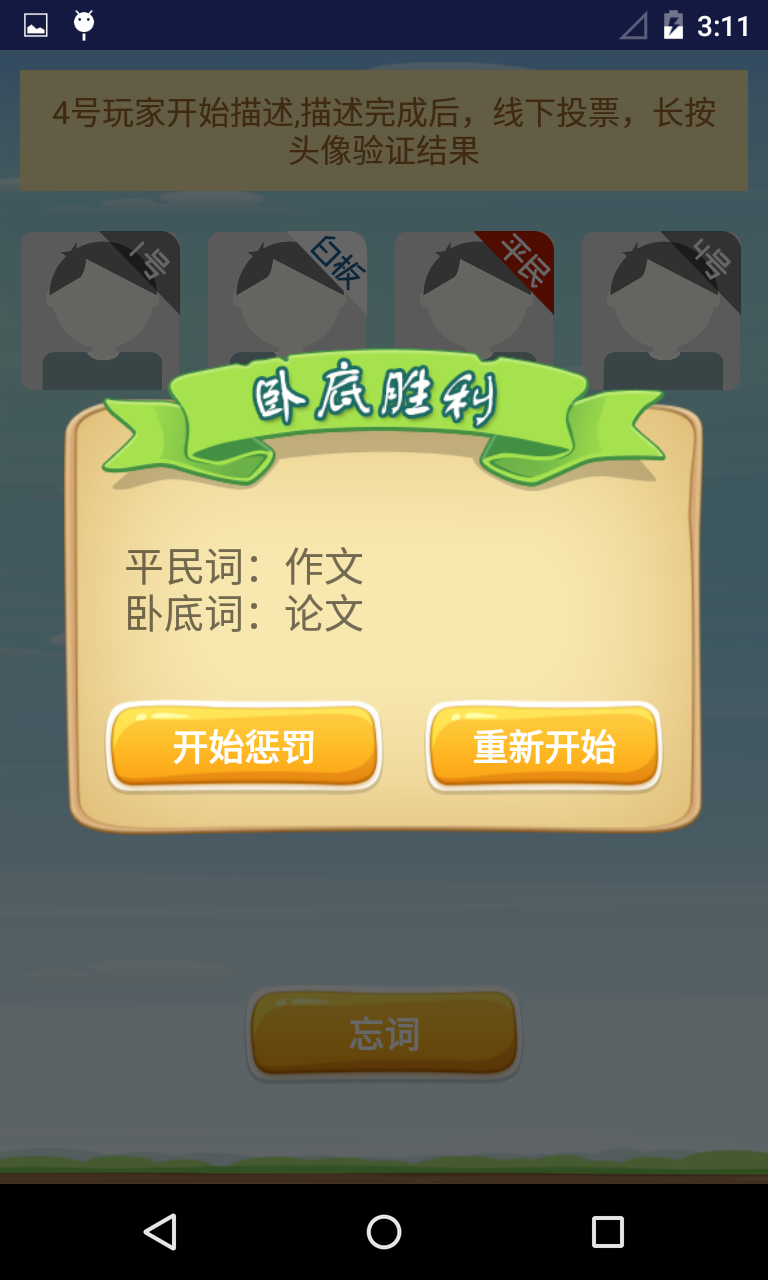 3:11
4号玩家开始描述,描述完成后，线下投票，长按
头像验证结果
一号
白板
平民
四号
卧底胜利
平民词：作文
卧底词：论文
开始惩罚
重新开始
忘词